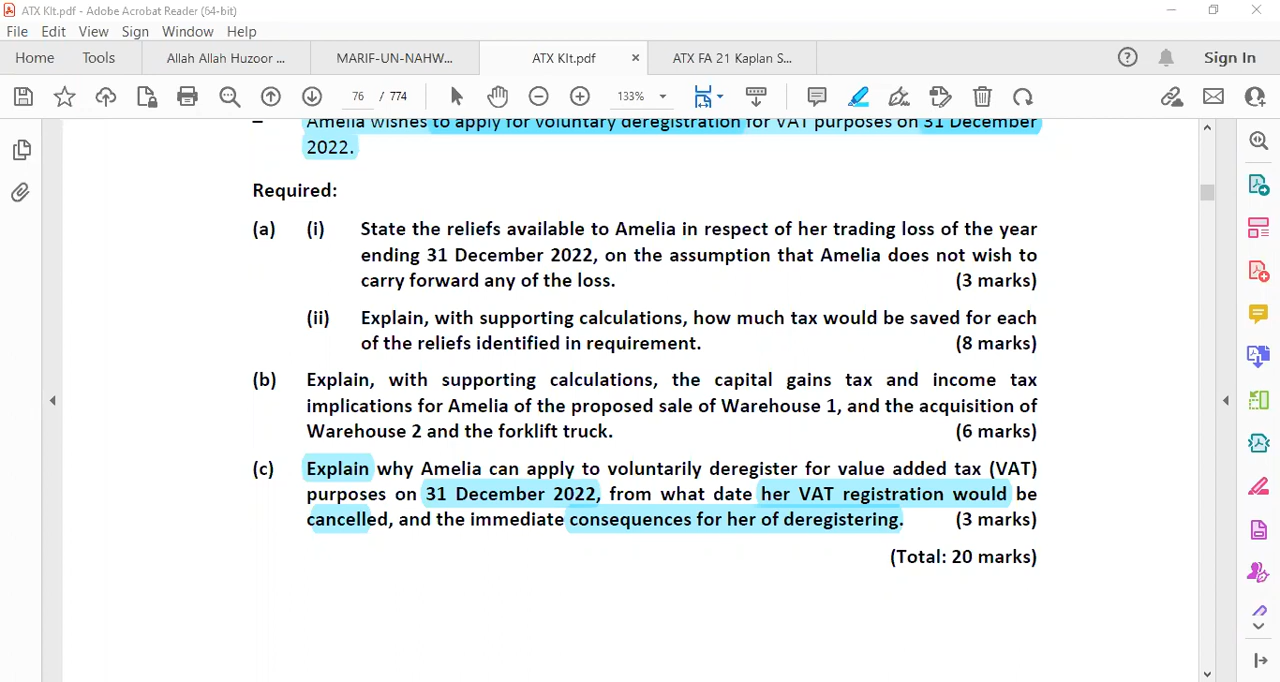 ATX KIt.pdf - Adobe Acrobat Reader (64-bit)
File Edit View Sign Window Help
Home Tools Allah Allah Huzoor ... MARIF-UN-NAHW... ATX KIt.pdf × ATX FA 21 Kaplan S... Sign In
76 / 774 133%
– Amelia wishes to apply for voluntary deregistration for VAT purposes on 31 December
2022.
Required:
(a) (i) State the reliefs available to Amelia in respect of her trading loss of the year
ending 31 December 2022, on the assumption that Amelia does not wish to
carry forward any of the loss. (3 marks)
(ii) Explain, with supporting calculations, how much tax would be saved for each
of the reliefs identified in requirement. (8 marks)
(b) Explain, with supporting calculations, the capital gains tax and income tax
implications for Amelia of the proposed sale of Warehouse 1, and the acquisition of
Warehouse 2 and the forklift truck. (6 marks)
(c) Explain why Amelia can apply to voluntarily deregister for value added tax (VAT)
purposes on 31 December 2022, from what date her VAT registration would be
cancelled, and the immediate consequences for her of deregistering. (3 marks)
(Total: 20 marks)